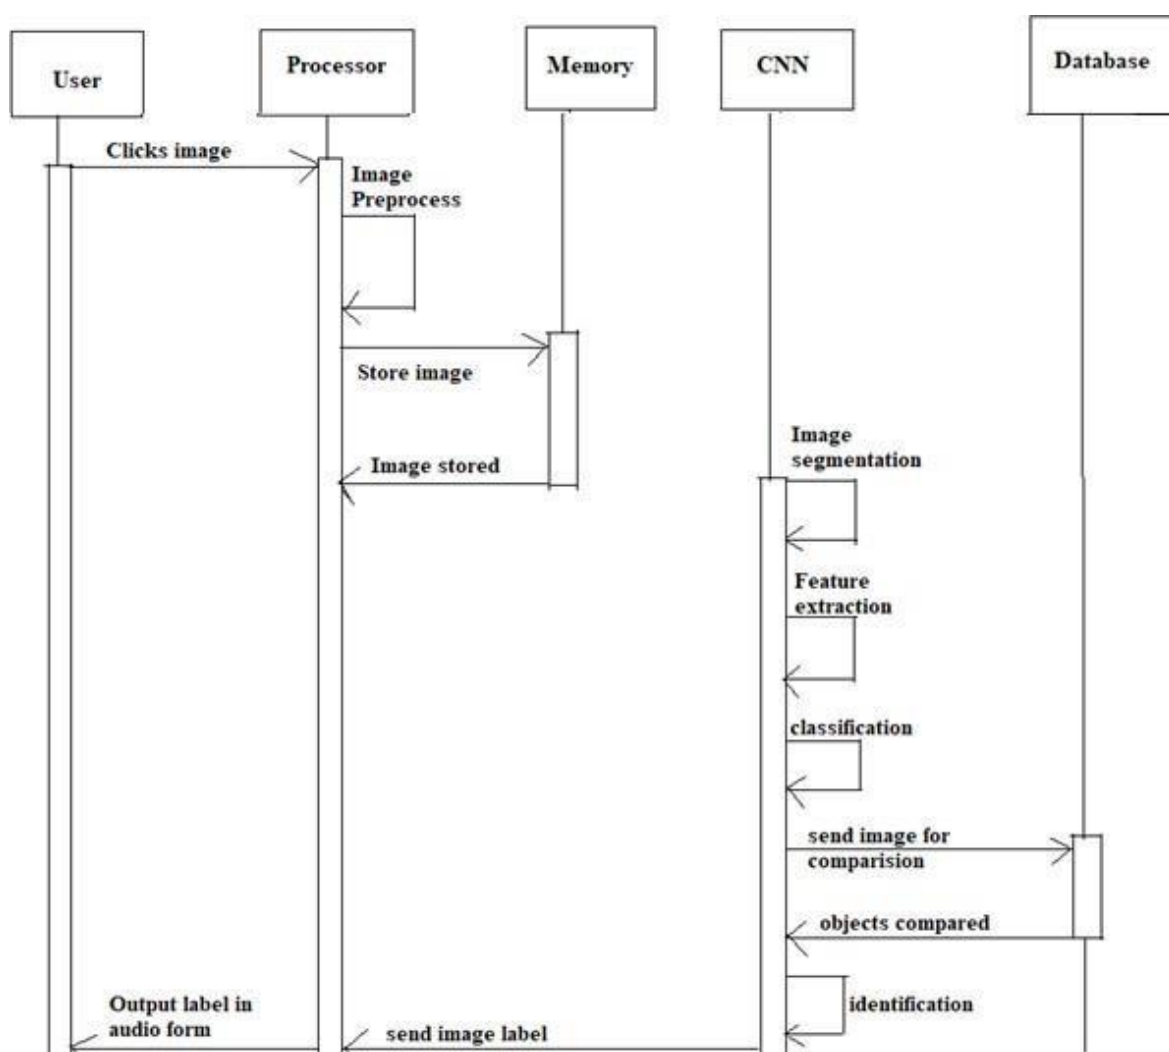 User
Processor
Memory
CNN
Database
Clicks image
Image
Preprocess
Store image
Image stored
Image
segmentation
Feature
extraction
classification
send image for
comparision
objects compared
identification
send image label
Output label in
audio form